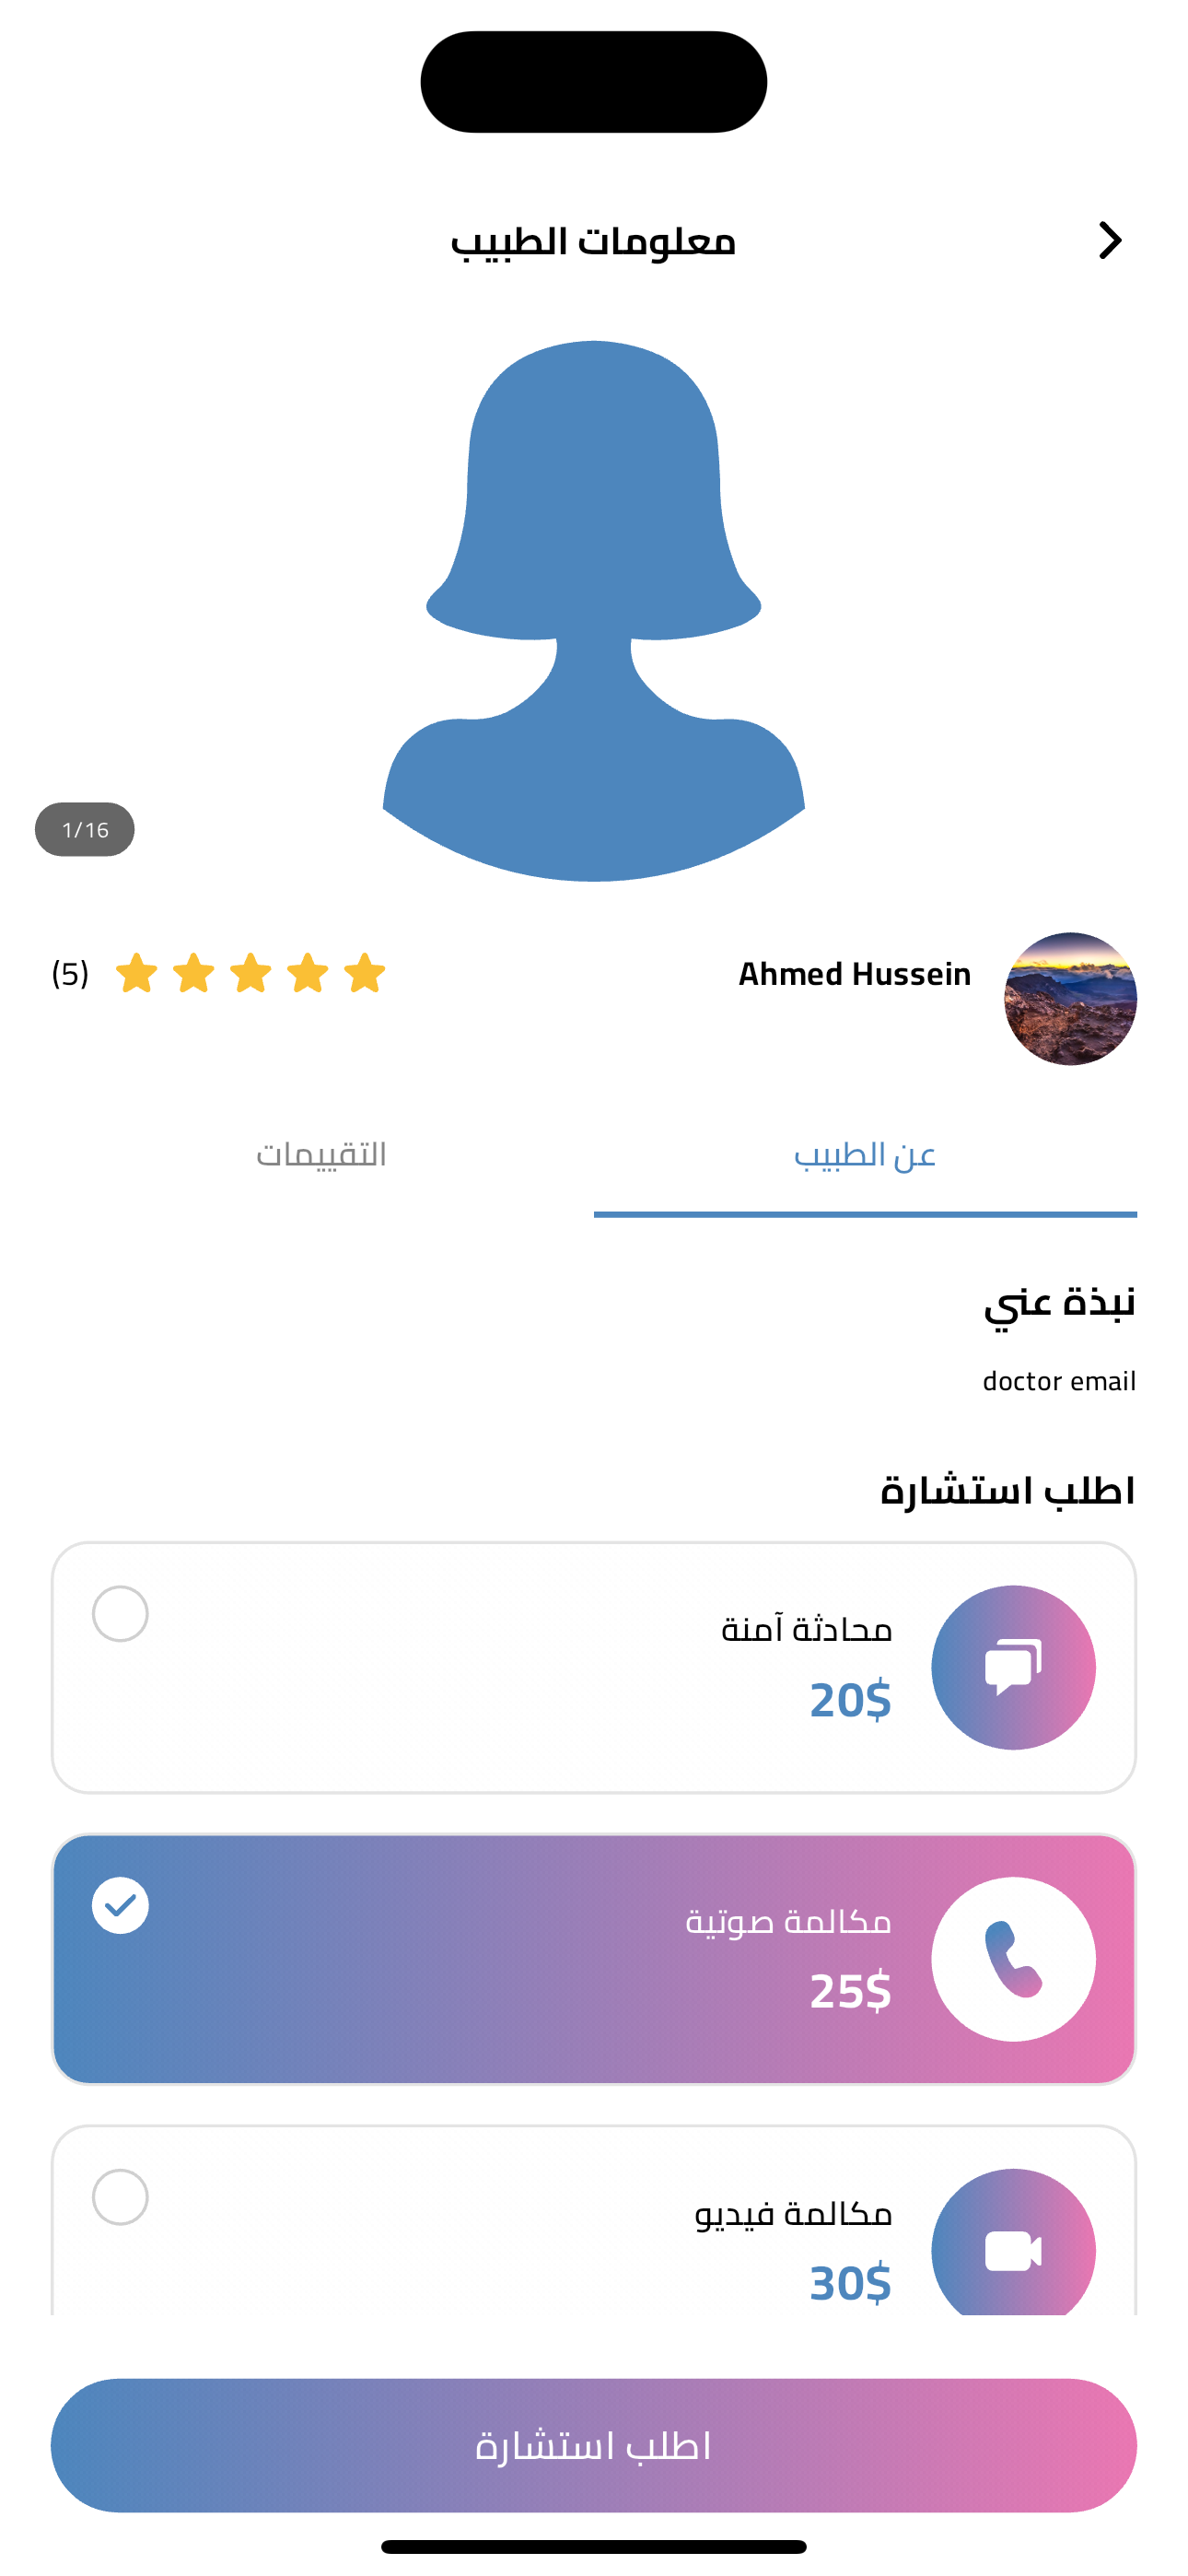 معلومات الطبيب
1/16
Ahmed Hussein
(5)
عن الطبيب
التقييمات
نبذة عني
doctor email
اطلب استشارة
محادثة آمنة
20$
مكالمة صوتية
25$
مكالمة فيديو
30$
اطلب استشارة